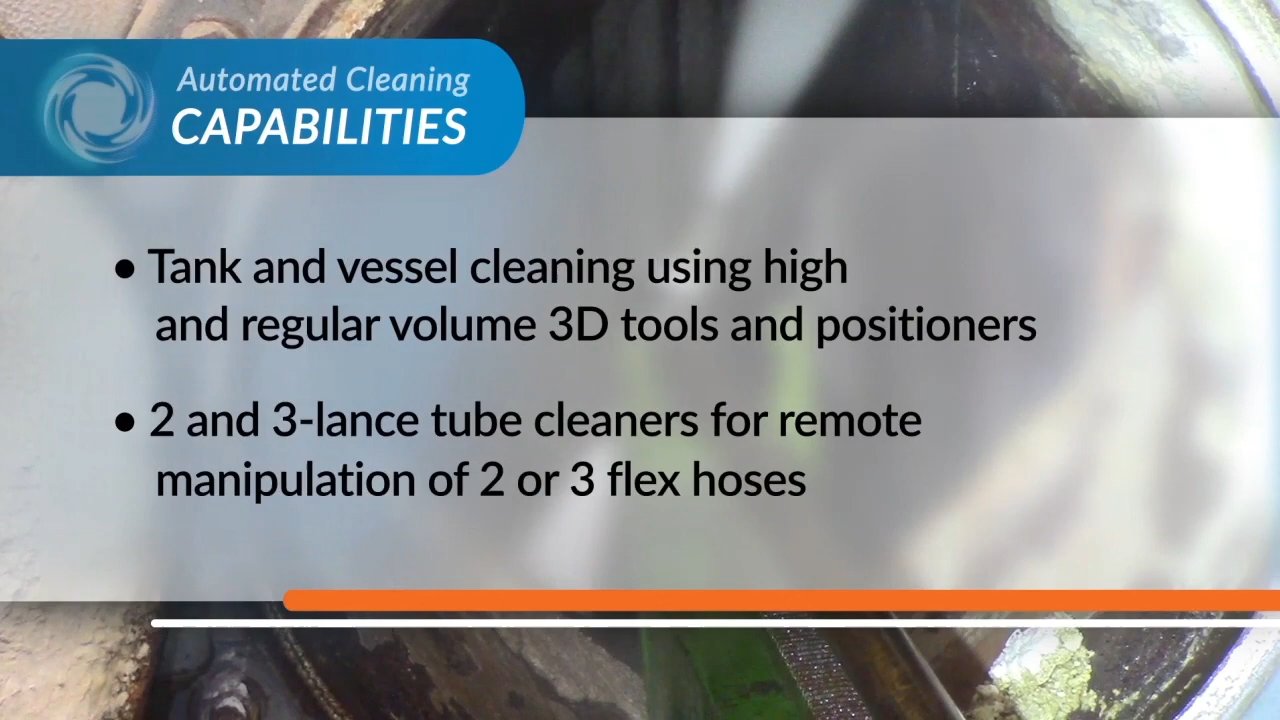 Automated Cleaning
CAPABILITIES
• Tank and vessel cleaning using high
and regular volume 3D tools and positioners
• 2 and 3-lance tube cleaners for remote
manipulation of 2 or 3 flex hoses